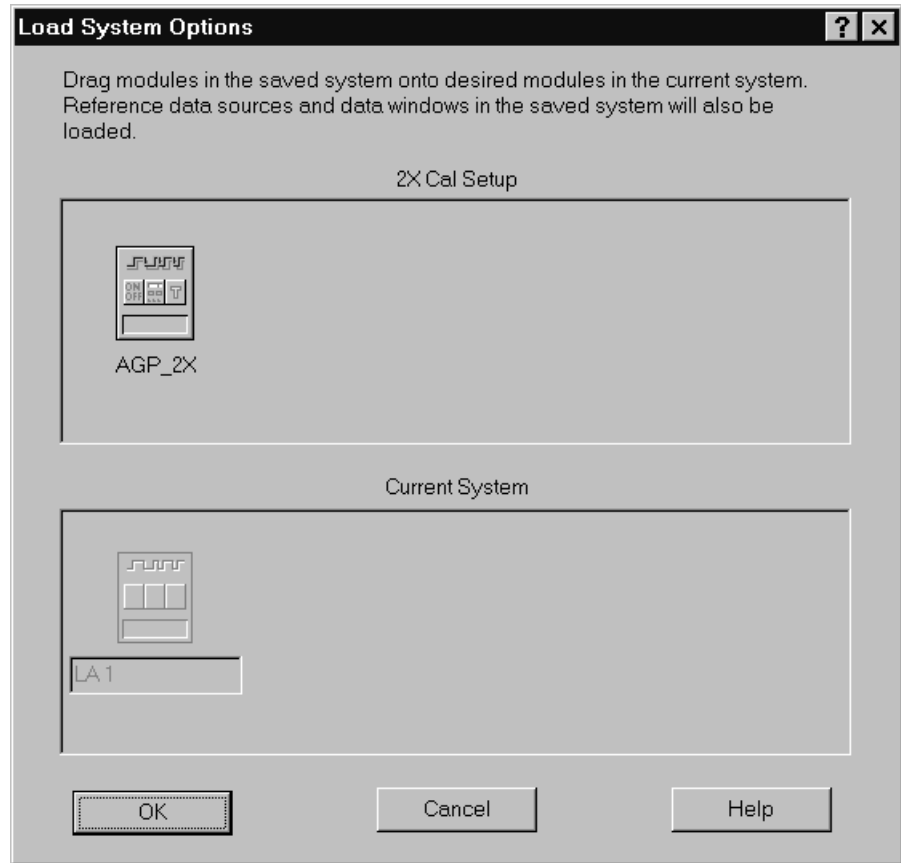 Load System Options
Drag modules in the saved system onto desired modules in the current system.
Reference data sources and data windows in the saved system will also be
loaded.
2X Cal Setup
ON
OFF
T
AGP_2X
Current System
LA 1
OK
Cancel
Help